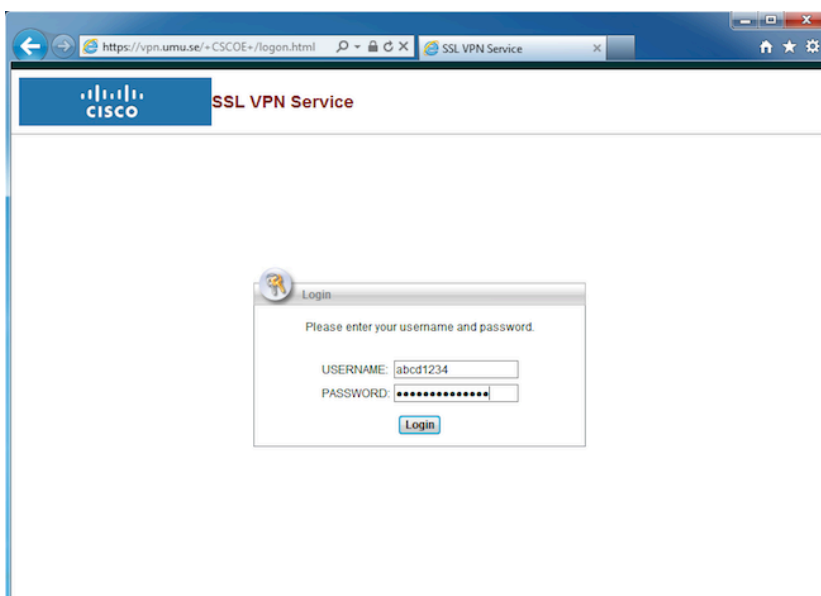 https://vpn.umu.se/+CSCOE+/logon.html
SSL VPN Service
CISCO
SSL VPN Service
Login
Please enter your username and password.
USERNAME: abcd1234
PASSWORD: ••••••••••••••
Login